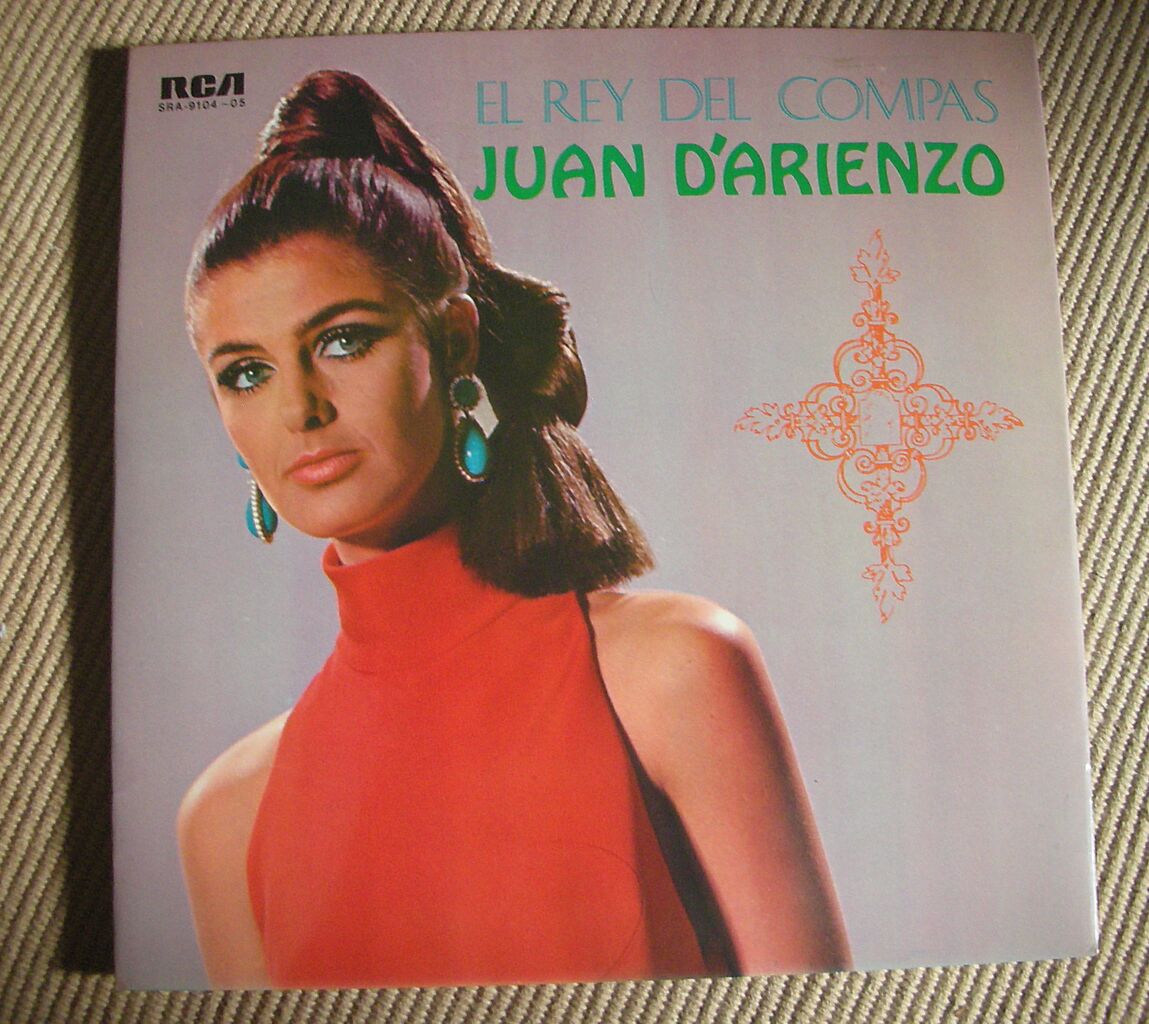 RCA
SRA-9104~05
EL REY DEL COMPAS
JUAN D'ARIENZO